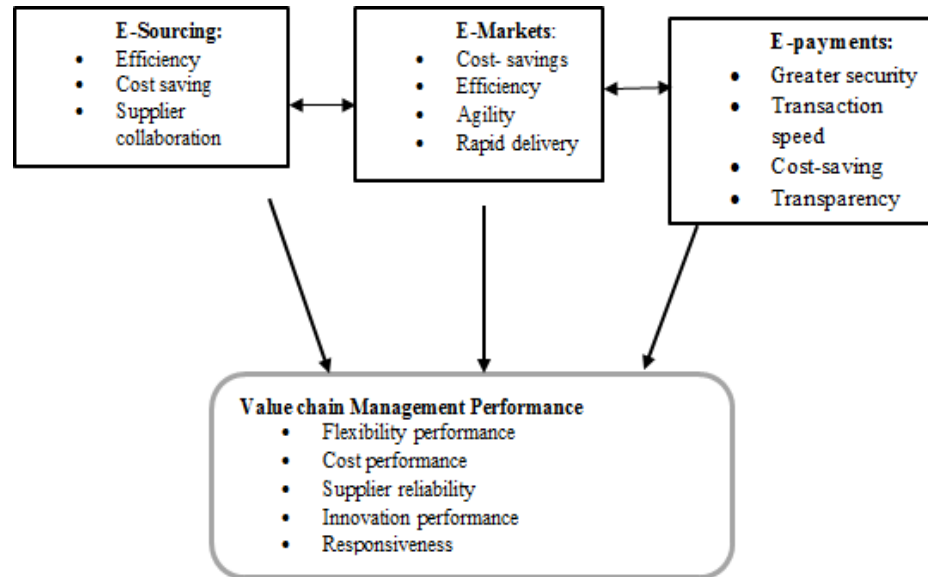 E-Sourcing:
• Efficiency
• Cost saving
• Supplier
collaboration
E-Markets:
• Cost- savings
• Efficiency
• Agility
• Rapid delivery
E-payments:
• Greater security
• Transaction
speed
• Cost-saving
• Transparency
Value chain Management Performance
• Flexibility performance
• Cost performance
• Supplier reliability
• Innovation performance
• Responsiveness